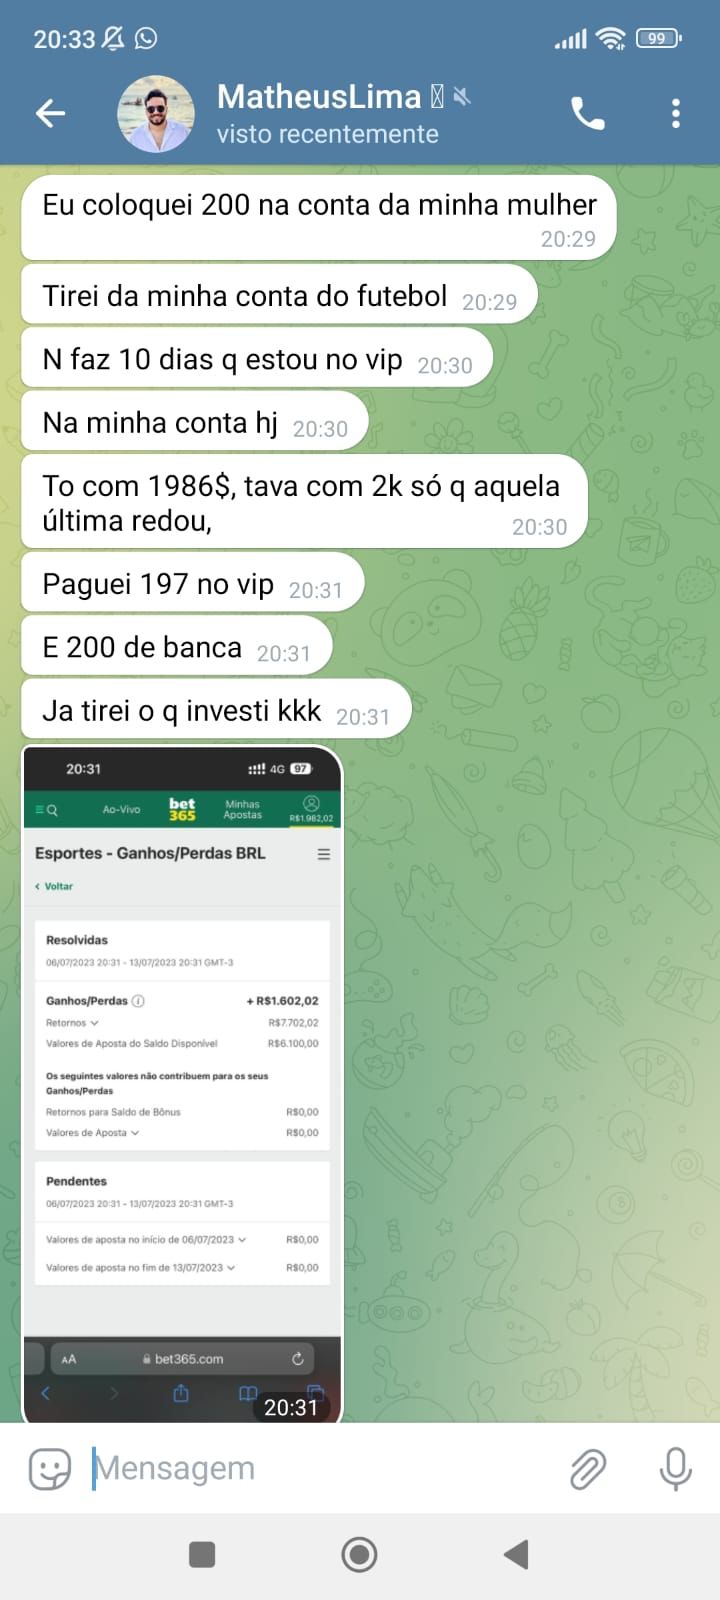 20:33
99
MatheusLima
visto recentemente
Eu coloquei 200 na conta da minha mulher
20:29
Tirei da minha conta do futebol 20:29
N faz 10 dias q estou no vip 20:30
Na minha conta hj 20:30
To com 1986$, tava com 2k só q aquela
última redou, 20:30
Paguei 197 no vip 20:31
E 200 de banca 20:31
Ja tirei o q investi kkk 20:31
20:31 4G 97
Ao-Vivo bet365 Minhas Apostas R$1.982,02
Esportes - Ganhos/Perdas BRL
Voltar
Resolvidas
06/07/2023 20:31 - 13/07/2023 20:31 GMT-3
Ganhos/Perdas + R$1.602,02
Retornos R$7.702,02
Valores de Aposta do Saldo Disponível R$6.100,00
Os seguintes valores não contribuem para os seus
Ganhos/Perdas
Retornos para Saldo de Bônus R$0,00
Valores de Aposta R$0,00
Pendentes
06/07/2023 20:31 - 13/07/2023 20:31 GMT-3
Valores de aposta no início de 06/07/2023 R$0,00
Valores de aposta no fim de 13/07/2023 R$0,00
AA bet365.com
20:31
Mensagem